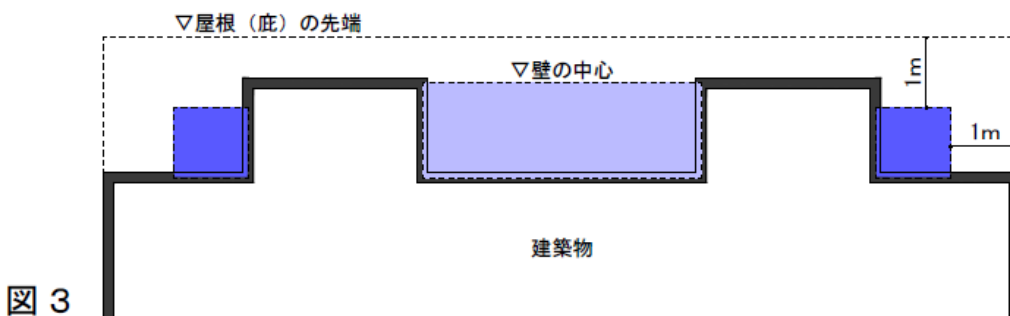 ▽屋根（庇）の先端
▽壁の中心
1m
1m
建築物
図 3